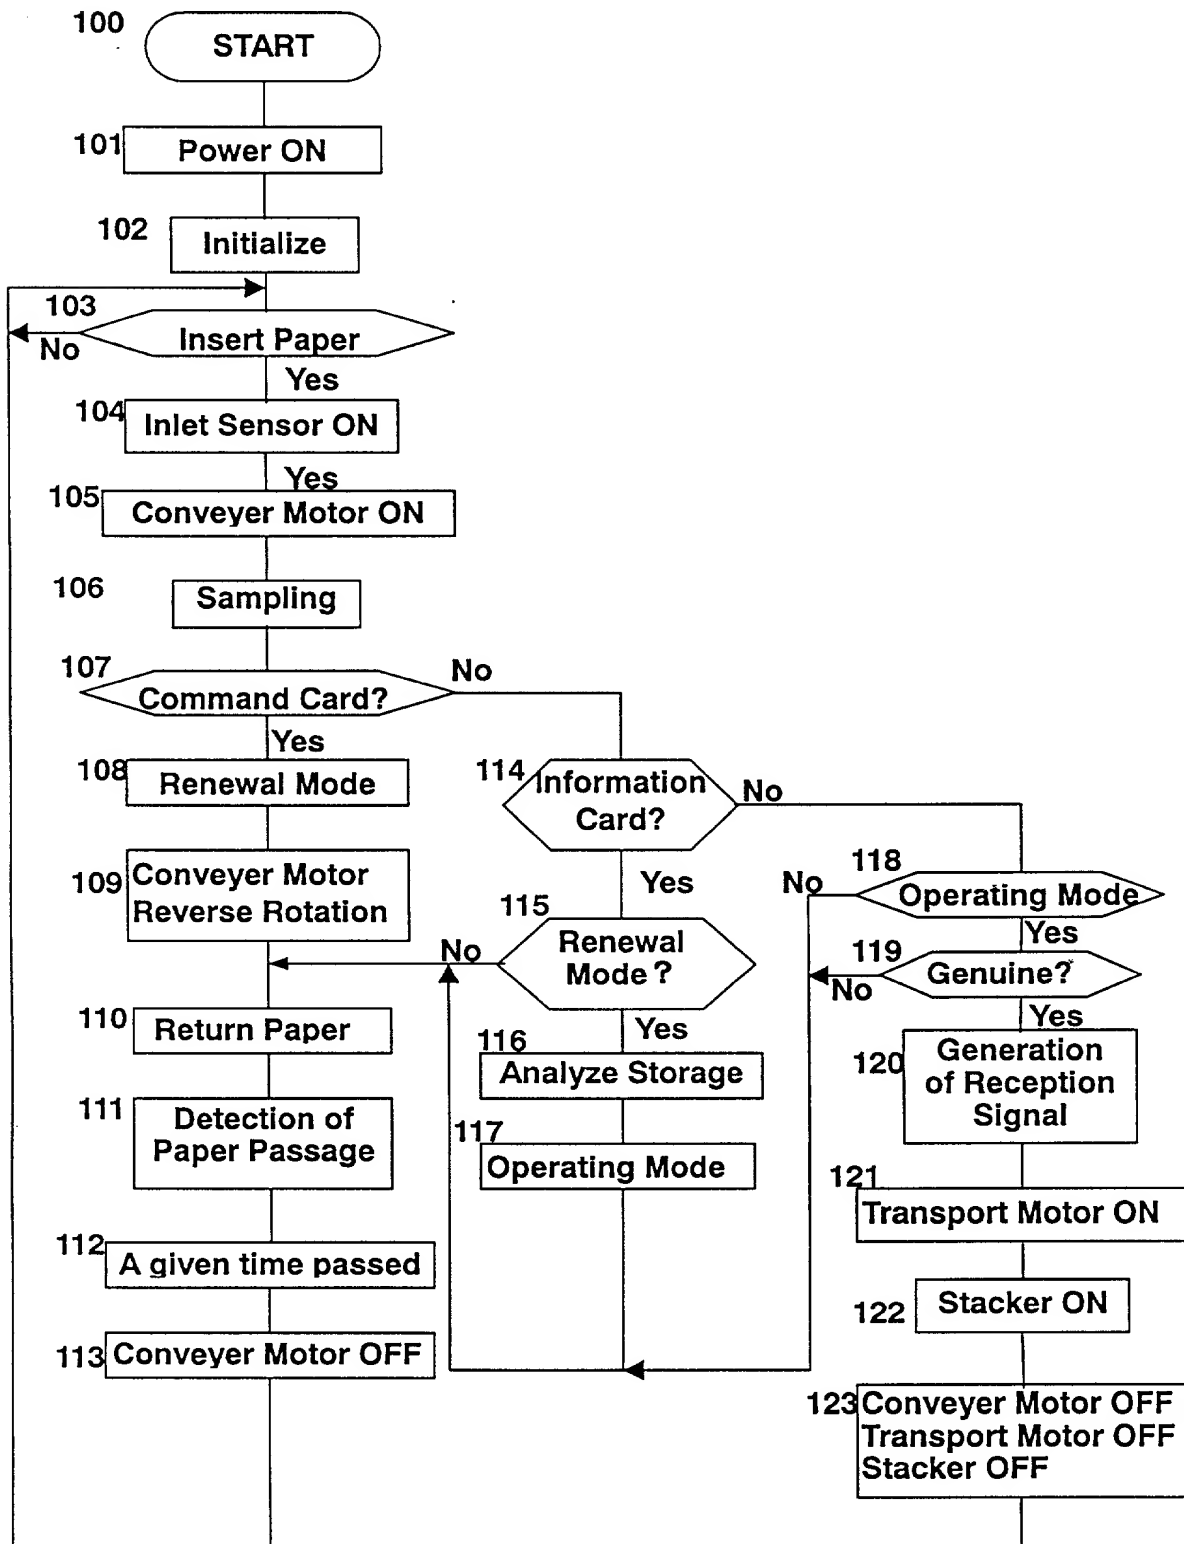 100
START
101
Power ON
102
Initialize
103
Insert Paper
No
Yes
104
Inlet Sensor ON
Yes
105
Conveyer Motor ON
106
Sampling
107
Command Card?
No
Yes
108
Renewal Mode
109
Conveyer Motor
Reverse Rotation
110
Return Paper
111
Detection of
Paper Passage
112
A given time passed
113
Conveyer Motor OFF
114
Information
Card?
No
Yes
115
Renewal
Mode?
No
Yes
116
Analyze Storage
117
Operating Mode
118
Operating Mode
No
Yes
119
Genuine?
No
Yes
120
Generation
of Reception
Signal
121
Transport Motor ON
122
Stacker ON
123
Conveyer Motor OFF
Transport Motor OFF
Stacker OFF